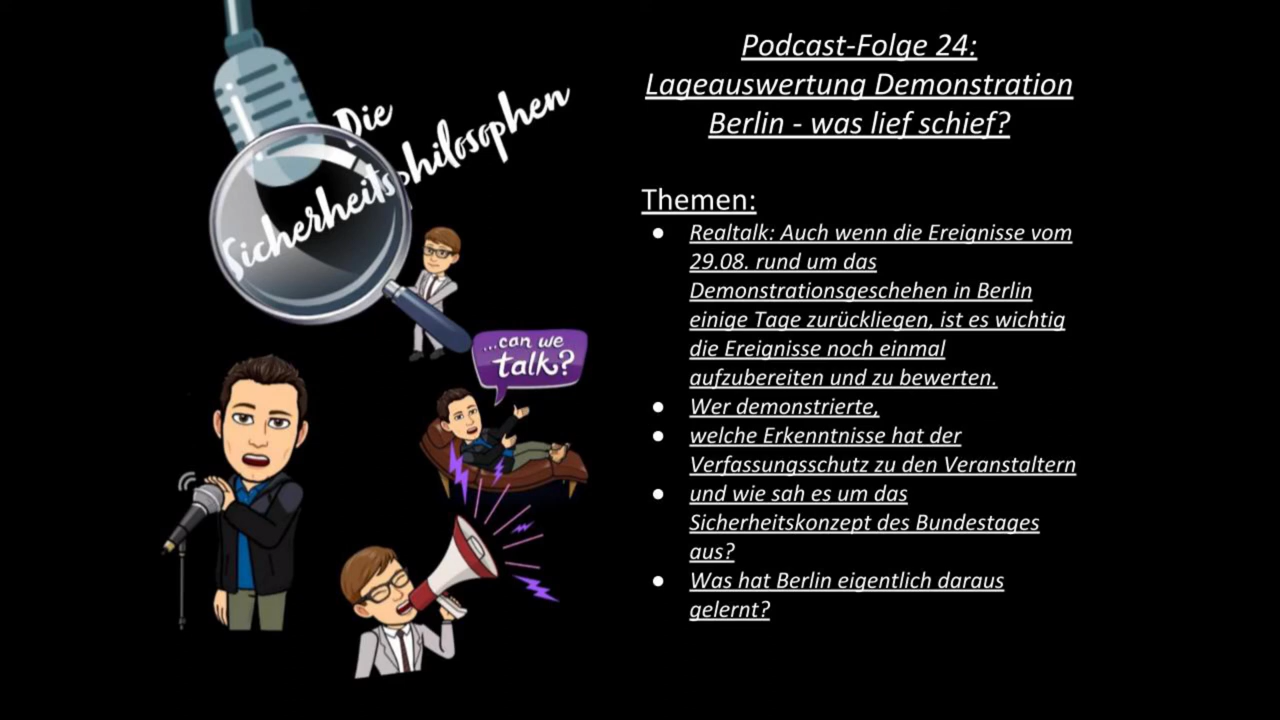 Die
Sicherheitsphilosophen
...can we
talk?
Podcast-Folge 24:
Lageauswertung Demonstration
Berlin - was lief schief?
Themen:
● Realtalk: Auch wenn die Ereignisse vom
29.08. rund um das
Demonstrationsgeschehen in Berlin
einige Tage zurückliegen, ist es wichtig
die Ereignisse noch einmal
aufzubereiten und zu bewerten.
● Wer demonstrierte,
● welche Erkenntnisse hat der
Verfassungsschutz zu den Veranstaltern
● und wie sah es um das
Sicherheitskonzept des Bundestages
aus?
● Was hat Berlin eigentlich daraus
gelernt?